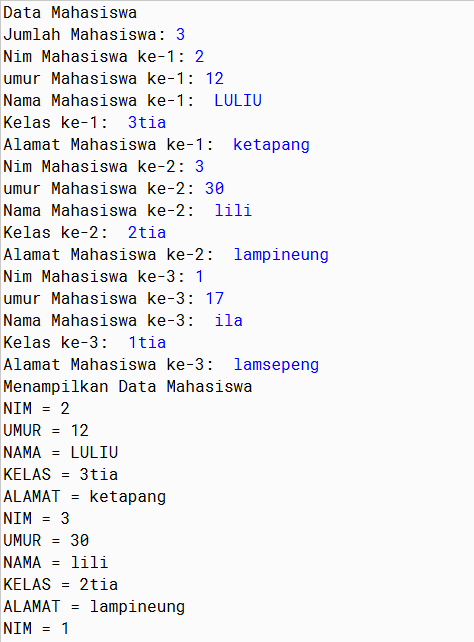 Data Mahasiswa
Jumlah Mahasiswa: 3
Nim Mahasiswa ke-1: 2
umur Mahasiswa ke-1: 12
Nama Mahasiswa ke-1:  LULIU
Kelas ke-1:  3tia
Alamat Mahasiswa ke-1:  ketapang
Nim Mahasiswa ke-2: 3
umur Mahasiswa ke-2: 30
Nama Mahasiswa ke-2:  lili
Kelas ke-2:  2tia
Alamat Mahasiswa ke-2:  lampineung
Nim Mahasiswa ke-3: 1
umur Mahasiswa ke-3: 17
Nama Mahasiswa ke-3:  ila
Kelas ke-3:  1tia
Alamat Mahasiswa ke-3:  lamsepeng
Menampilkan Data Mahasiswa
NIM = 2
UMUR = 12
NAMA = LULIU
KELAS = 3tia
ALAMAT = ketapang
NIM = 3
UMUR = 30
NAMA = lili
KELAS = 2tia
ALAMAT = lampineung
NIM = 1